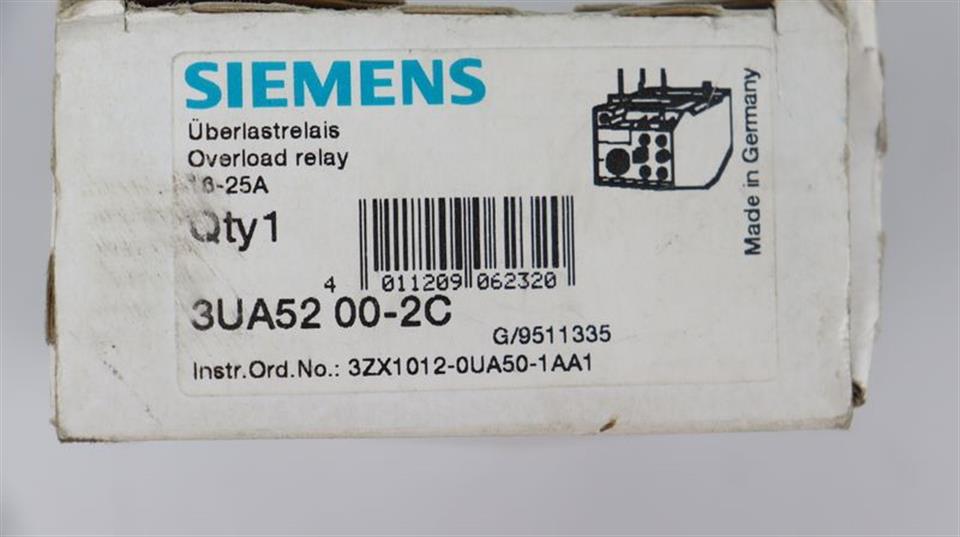 SIEMENS
Überlastrelais
Overload relay
16-25A
Qty1
4 011209 062320
3UA52 00-2C
G/9511335
Instr.Ord.No.: 3ZX1012-0UA50-1AA1
Made in Germany